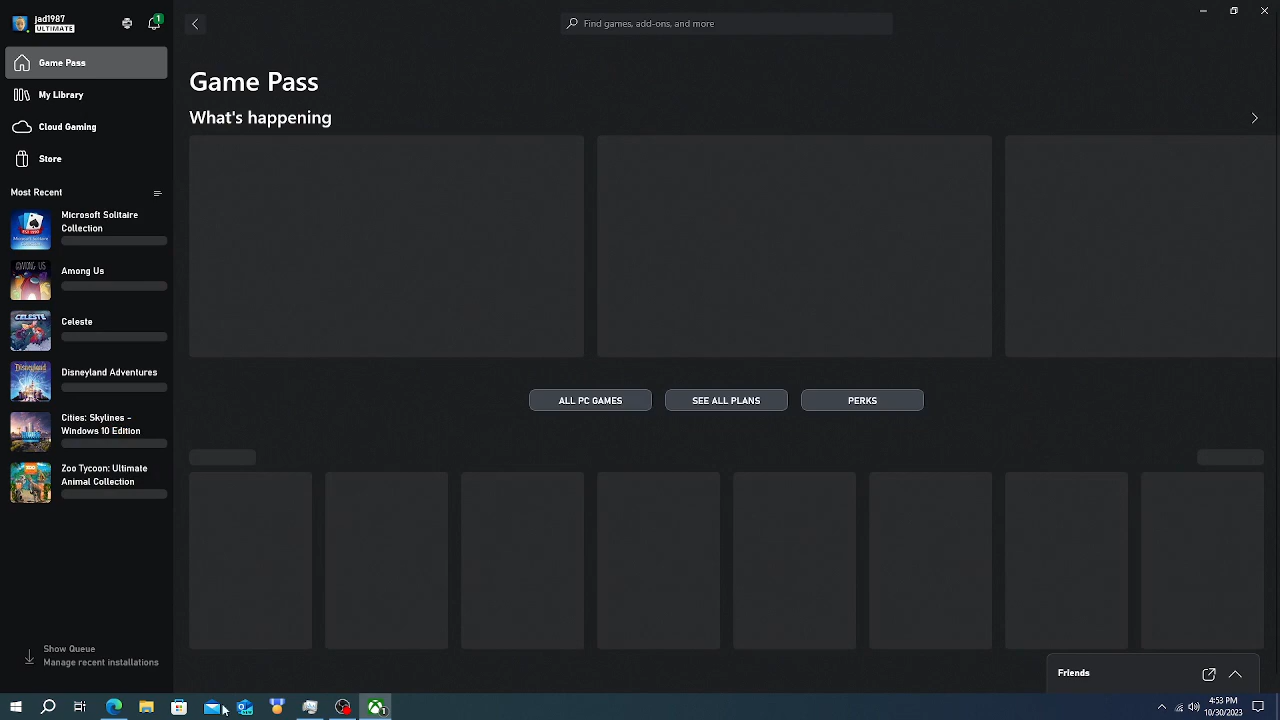 jad1987
ULTIMATE
1
Find games, add-ons, and more
Game Pass
My Library
Cloud Gaming
Store
Most Recent
Microsoft Solitaire
Collection
Among Us
Celeste
Disneyland Adventures
Cities: Skylines -
Windows 10 Edition
Zoo Tycoon: Ultimate
Animal Collection
Show Queue
Manage recent installations
Game Pass
What's happening
ALL PC GAMES
SEE ALL PLANS
PERKS
Friends
1
4:53 PM
10/30/2023